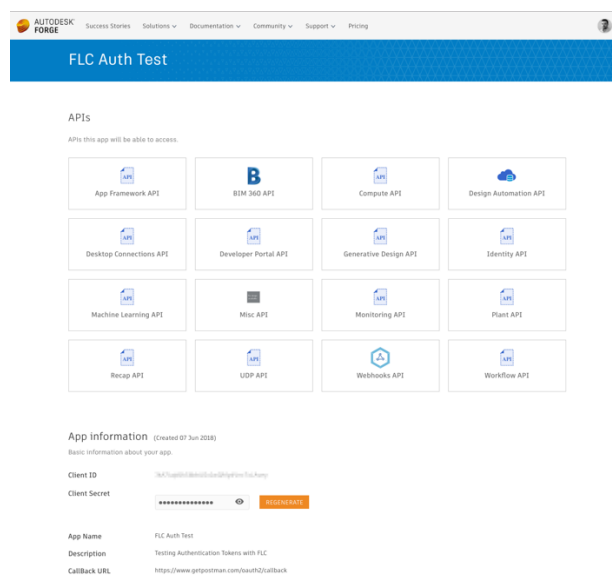 AUTODESK
FORGE
Success Stories Solutions Documentation Community Support Pricing
FLC Auth Test
APIs
APIs this app will be able to access.
API API API
App Framework API BIM 360 API Compute API Design Automation API
API API API API
Desktop Connections API Developer Portal API Generative Design API Identity API
API API API
Machine Learning API Misc API Monitoring API Plant API
API API API
Recap API UDP API Webhooks API Workflow API
App information (Created 07 Jun 2018)
Basic information about your app.
Client ID
Client Secret
REGENERATE
App Name FLC Auth Test
Description Testing Authentication Tokens with FLC
CallBack URL https://www.getpostman.com/oauth2/callback